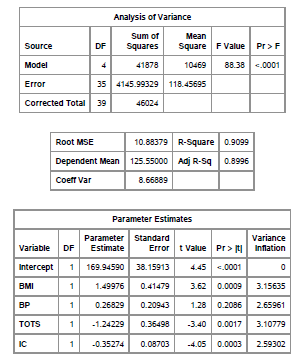 Analysis of Variance
Source DF Sum of Squares Mean Square F Value Pr > F
Model 4 41878 10469 88.38 <.0001
Error 35 4145.99329 118.45695
Corrected Total 39 46024
Root MSE 10.88379 R-Square 0.9099
Dependent Mean 125.55000 Adj R-Sq 0.8996
Coeff Var 8.66889
Parameter Estimates
Variable DF Parameter Estimate Standard Error t Value Pr > |t| Variance Inflation
Intercept 1 169.94590 38.15913 4.45 <.0001 0
BMI 1 1.49976 0.41479 3.62 0.0009 3.15635
BP 1 0.26829 0.20943 1.28 0.2086 2.65961
TOTS 1 -1.24229 0.36498 -3.40 0.0017 3.10779
IC 1 -0.35274 0.08703 -4.05 0.0003 2.59302